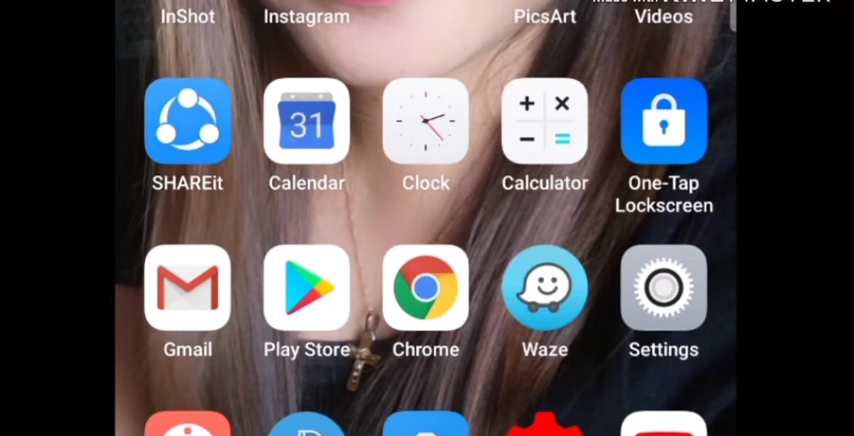 InShot Instagram PicsArt Videos
31
SHAREit Calendar Clock Calculator One-Tap
Lockscreen
Gmail Play Store Chrome Waze Settings